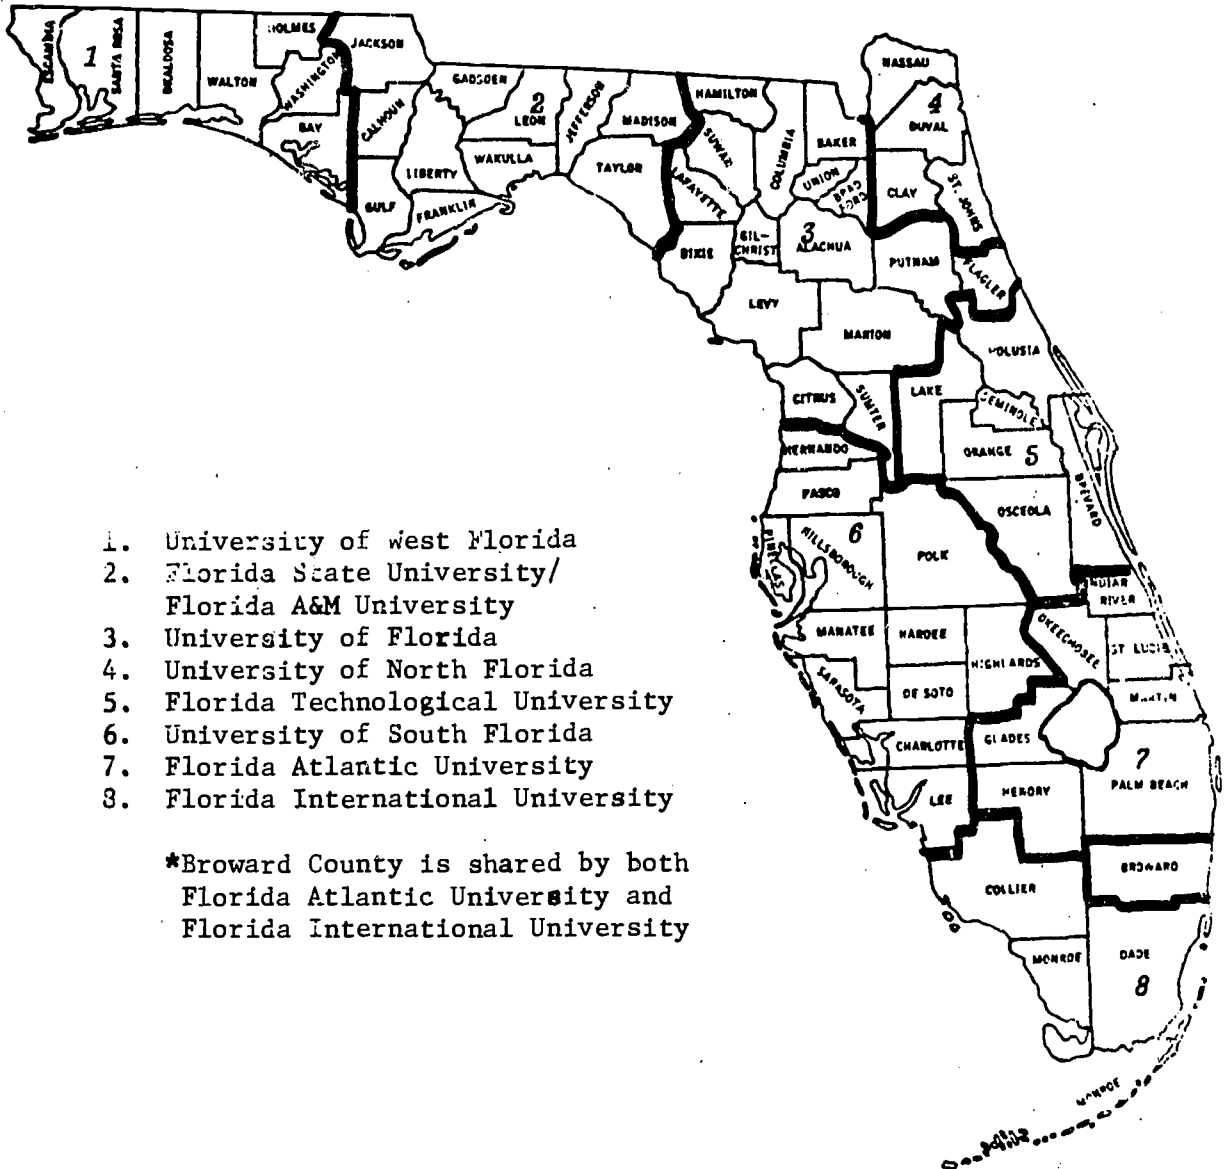 ESCAMBIA
1
SANTA ROSA
OKALOOSA
WALTON
HOLMES
WASHINGTON
BAY
JACKSON
CALHOUN
GULF
GADSDEN
LIBERTY
FRANKLIN
2
LEON
WAKULLA
JEFFERSON
MADISON
TAYLOR
HAMILTON
SUWAN
LAFAYETTE
COLUMBIA
BAKER
UNION
BRAD
FORD
DIXIE
GIL-
CHRIST
3
ALACHUA
LEVY
MARION
NASSAU
4
DUVAL
CLAY
ST. JOHNS
PUTNAM
FLAGLER
VOLUSIA
CITRUS
SUMTER
LAKE
SEMINOLE
ORANGE 5
HERNANDO
PASCO
OSCEOLA
BREVARD
6
PINELLAS
HILLSBOROUGH
POLK
INDIAN
RIVER
MANATEE
HARDEE
HIGHLANDS
OKEECHOBEE
ST LUCIE
SARASOTA
DE SOTO
MARTIN
CHARLOTTE
GLADES
7
PALM BEACH
LEE
HENDRY
BROWARD
COLLIER
MONROE
DADE
8
MONROE
1. University of West Florida
2. Florida State University/
Florida A&M University
3. University of Florida
4. University of North Florida
5. Florida Technological University
6. University of South Florida
7. Florida Atlantic University
8. Florida International University
*Broward County is shared by both
Florida Atlantic University and
Florida International University